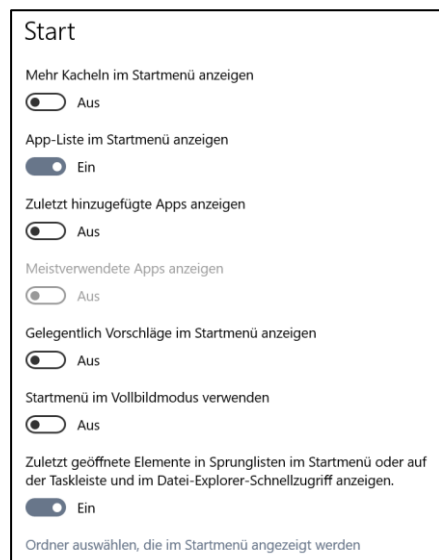 Start
Mehr Kacheln im Startmenü anzeigen
Aus
App-Liste im Startmenü anzeigen
Ein
Zuletzt hinzugefügte Apps anzeigen
Aus
Meistverwendete Apps anzeigen
Aus
Gelegentlich Vorschläge im Startmenü anzeigen
Aus
Startmenü im Vollbildmodus verwenden
Aus
Zuletzt geöffnete Elemente in Sprunglisten im Startmenü oder auf
der Taskleiste und im Datei-Explorer-Schnellzugriff anzeigen.
Ein
Ordner auswählen, die im Startmenü angezeigt werden